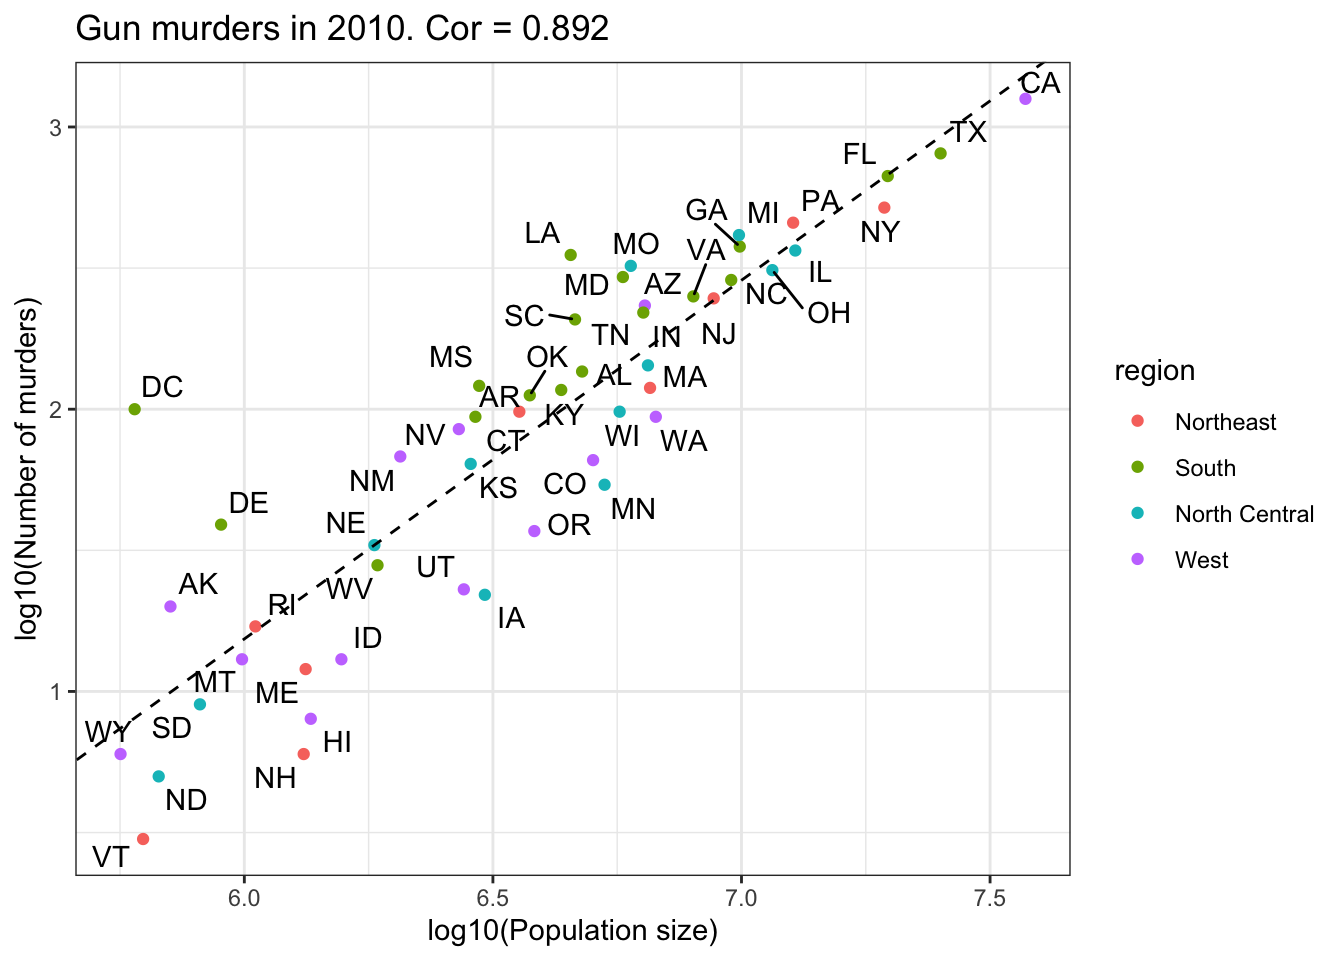 Gun murders in 2010. Cor = 0.892
CA
TX
FL
PA
NY
GA
MI
LA
MO
VA
IL
MD
AZ
NC
OH
SC
TN
IN
NJ
MS
OK
AL
MA
DC
AR
KY
NV
CT
WI
WA
NM
KS
CO
MN
DE
NE
OR
UT
WV
AK
RI
IA
ID
MT
ME
WY
SD
HI
NH
ND
VT
3
2
1
6.0
6.5
7.0
7.5
log10(Number of murders)
log10(Population size)
region
Northeast
South
North Central
West